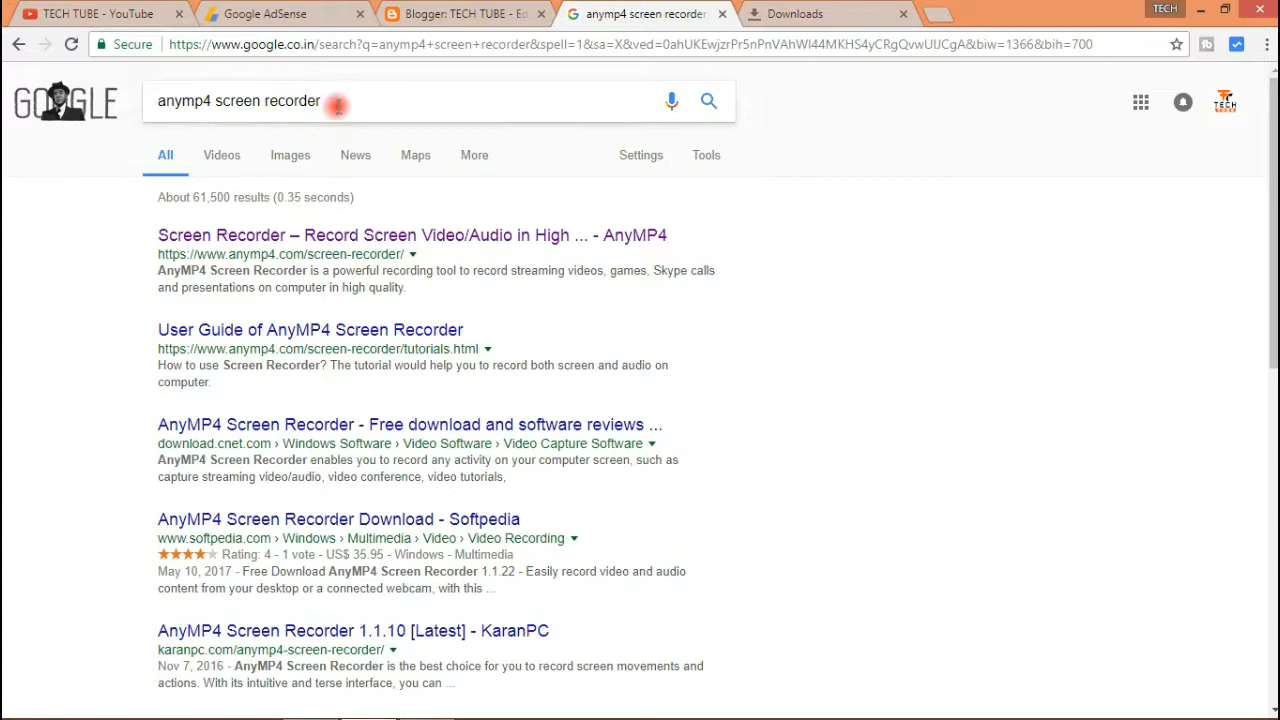 TECH TUBE - YouTube
Google AdSense
Blogger: TECH TUBE - Ed
anymp4 screen recorder
Downloads
TECH
Secure
https://www.google.co.in/search?q=anymp4+screen+recorder&spell=1&sa=X&ved=0ahUKEwjzrPr5nPnVAhWI44MKHS4yCRgQvwUIJCgA&biw=1366&bih=700
GOOGLE
anymp4 screen recorder
TECH
TUBE
All Videos Images News Maps More Settings Tools
About 61,500 results (0.35 seconds)
Screen Recorder – Record Screen Video/Audio in High ... - AnyMP4
https://www.anymp4.com/screen-recorder/
AnyMP4 Screen Recorder is a powerful recording tool to record streaming videos, games, Skype calls
and presentations on computer in high quality.
User Guide of AnyMP4 Screen Recorder
https://www.anymp4.com/screen-recorder/tutorials.html
How to use Screen Recorder? The tutorial would help you to record both screen and audio on
computer.
AnyMP4 Screen Recorder - Free download and software reviews ...
download.cnet.com › Windows Software › Video Software › Video Capture Software
AnyMP4 Screen Recorder enables you to record any activity on your computer screen, such as
capture streaming video/audio, video conference, video tutorials,
AnyMP4 Screen Recorder Download - Softpedia
www.softpedia.com › Windows › Multimedia › Video › Video Recording
Rating: 4 - 1 vote - US$ 35.95 - Windows - Multimedia
May 10, 2017 - Free Download AnyMP4 Screen Recorder 1.1.22 - Easily record video and audio
content from your desktop or a connected webcam, with this ...
AnyMP4 Screen Recorder 1.1.10 [Latest] - KaranPC
karanpc.com/anymp4-screen-recorder/
Nov 7, 2016 - AnyMP4 Screen Recorder is the best choice for you to record screen movements and
actions. With its intuitive and terse interface, you can ...